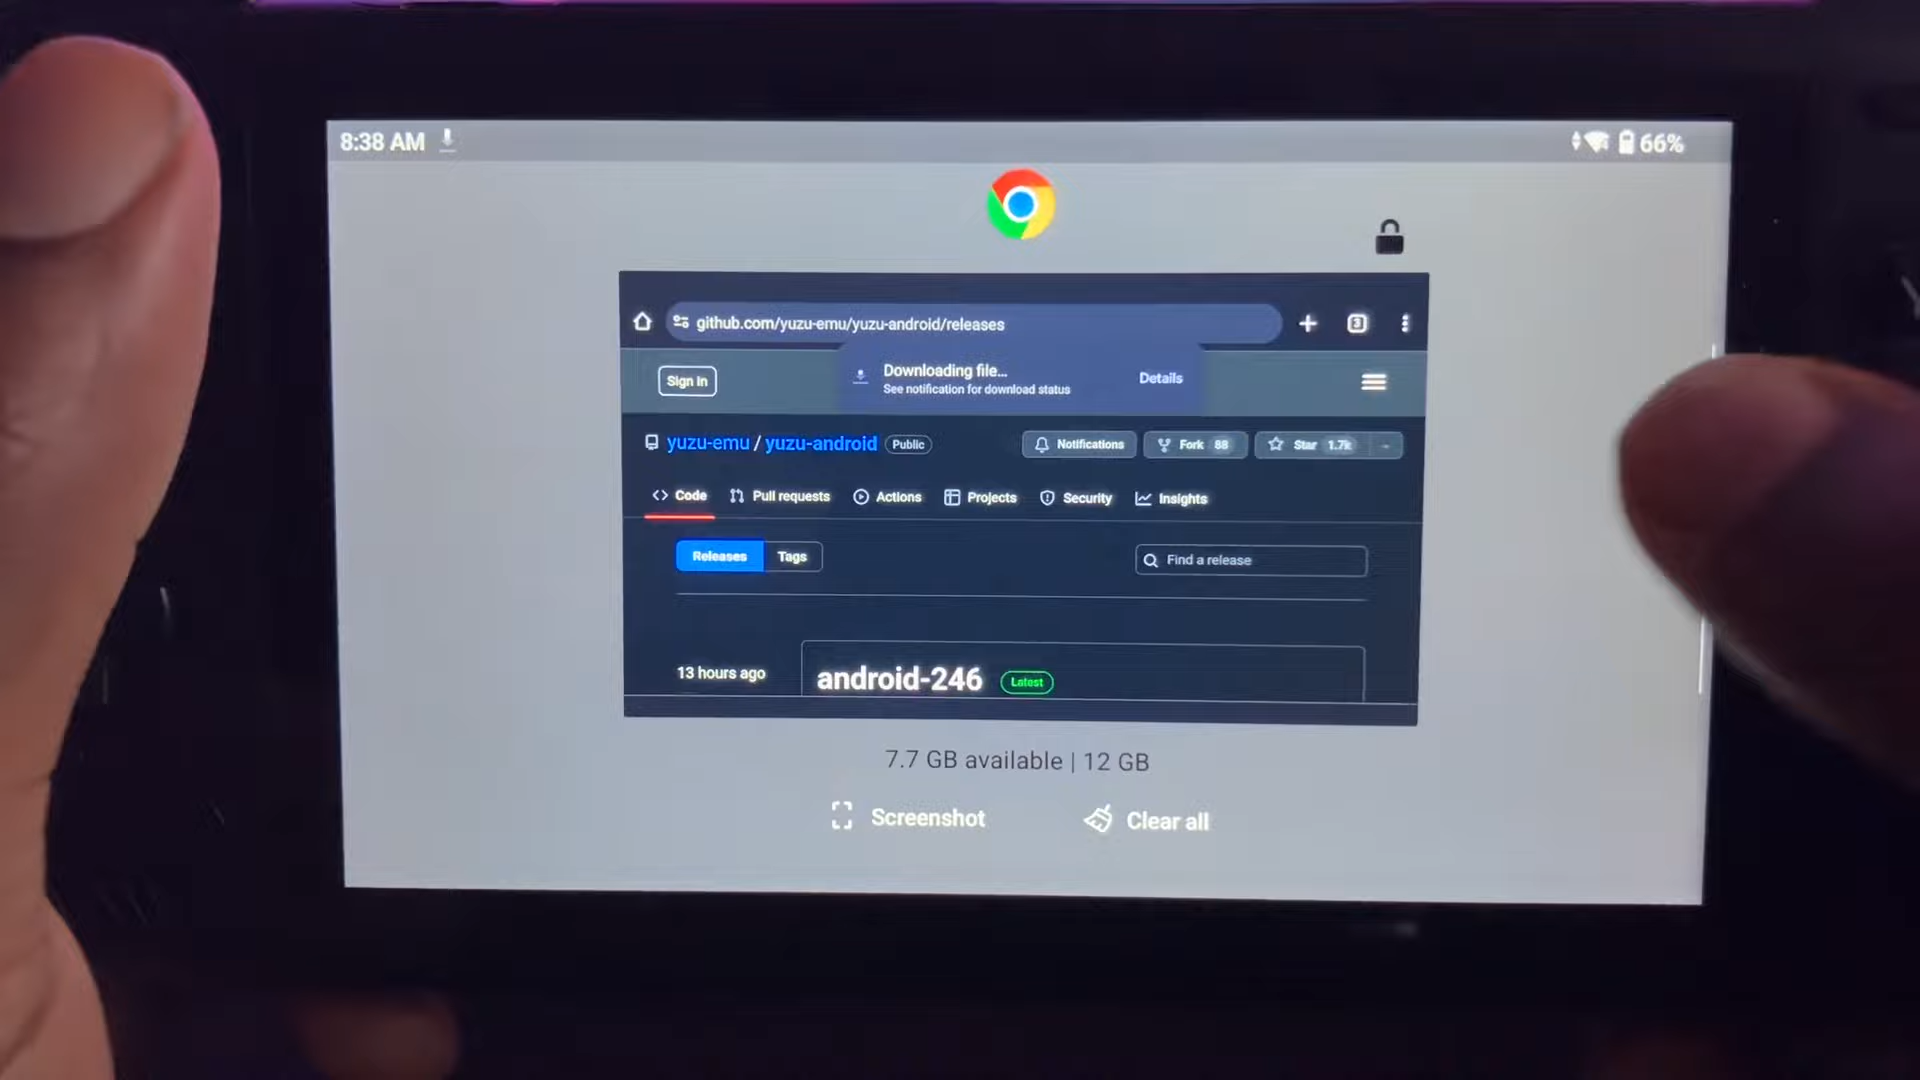 8:38 AM
66%
github.com/yuzu-emu/yuzu-android/releases
3
Sign in
Downloading file...
See notification for download status
Details
yuzu-emu / yuzu-android Public
Notifications
Fork 88
Star 1.7k
Code
Pull requests
Actions
Projects
Security
Insights
Releases
Tags
Find a release
13 hours ago
android-246 Latest
7.7 GB available | 12 GB
Screenshot
Clear all